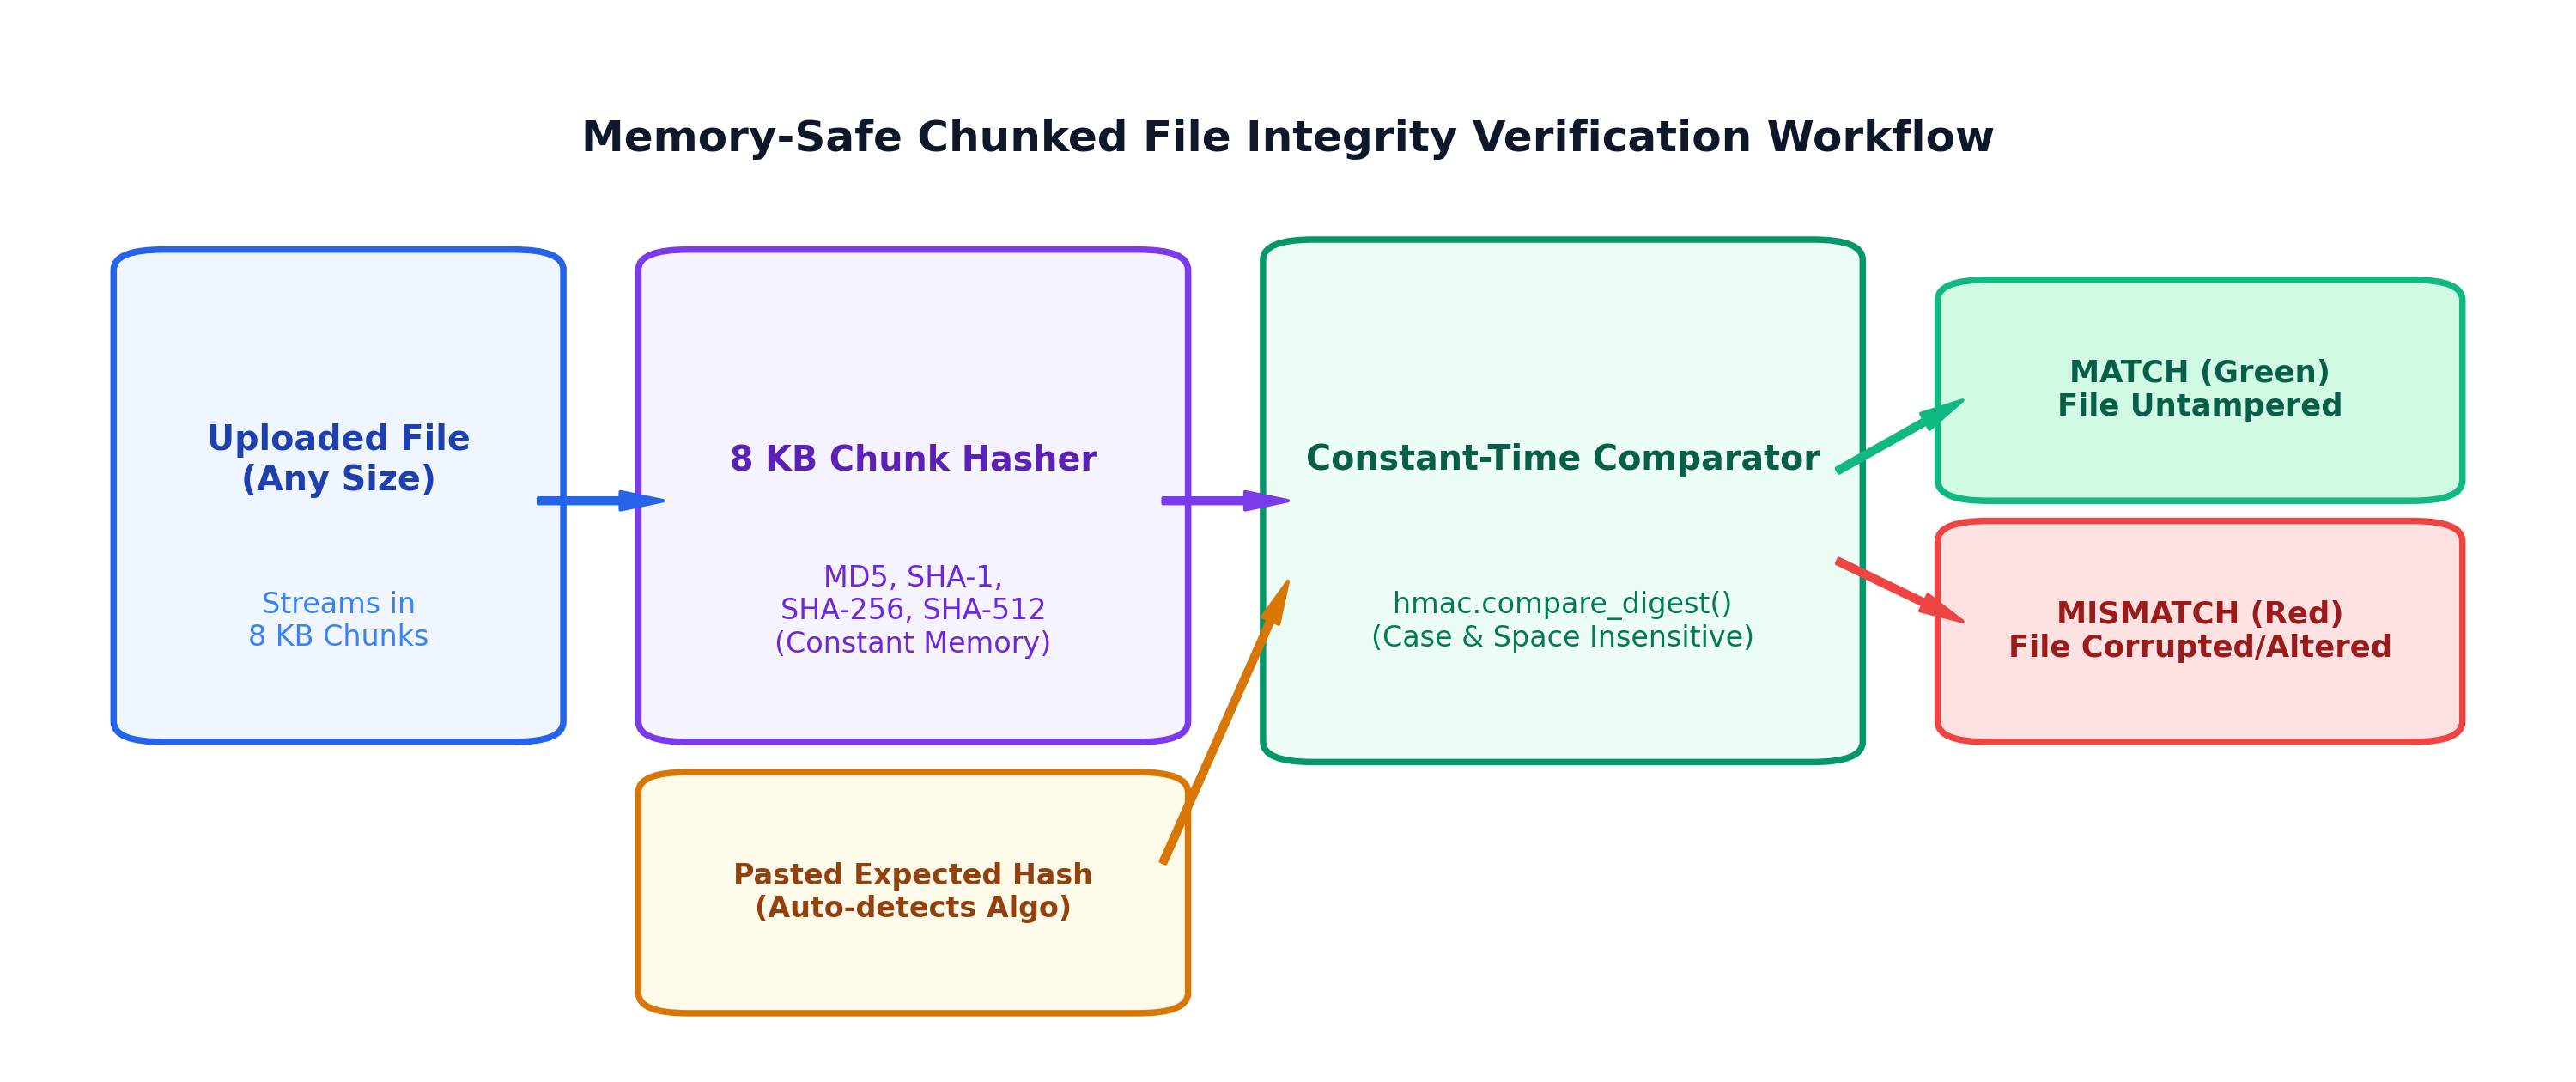 Memory-Safe Chunked File Integrity Verification Workflow
Uploaded File
(Any Size)
Streams in
8 KB Chunks
8 KB Chunk Hasher
MD5, SHA-1,
SHA-256, SHA-512
(Constant Memory)
Pasted Expected Hash
(Auto-detects Algo)
Constant-Time Comparator
hmac.compare_digest()
(Case & Space Insensitive)
MATCH (Green)
File Untampered
MISMATCH (Red)
File Corrupted/Altered